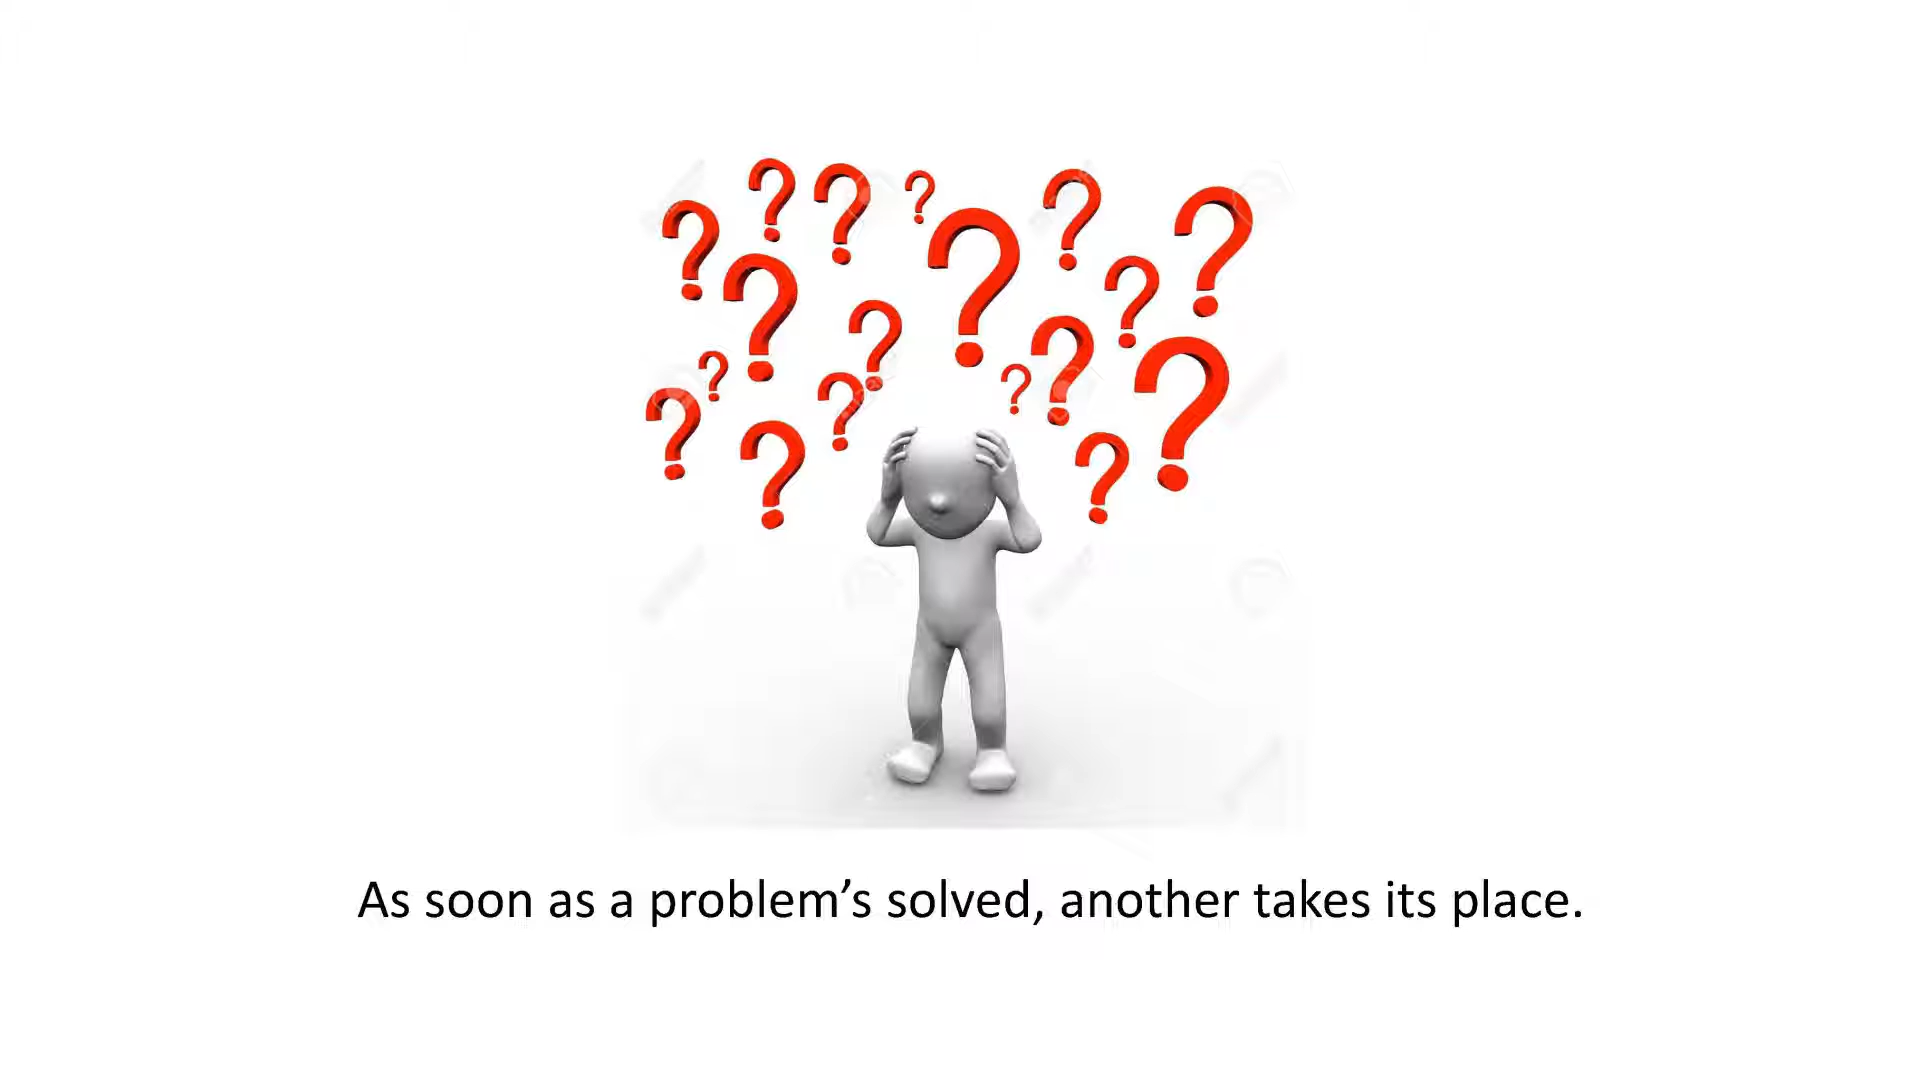 ? ? ? ? ? ? ? ? ? ? ? ? ? ? ? ? ? ? ?
As soon as a problem’s solved, another takes its place.